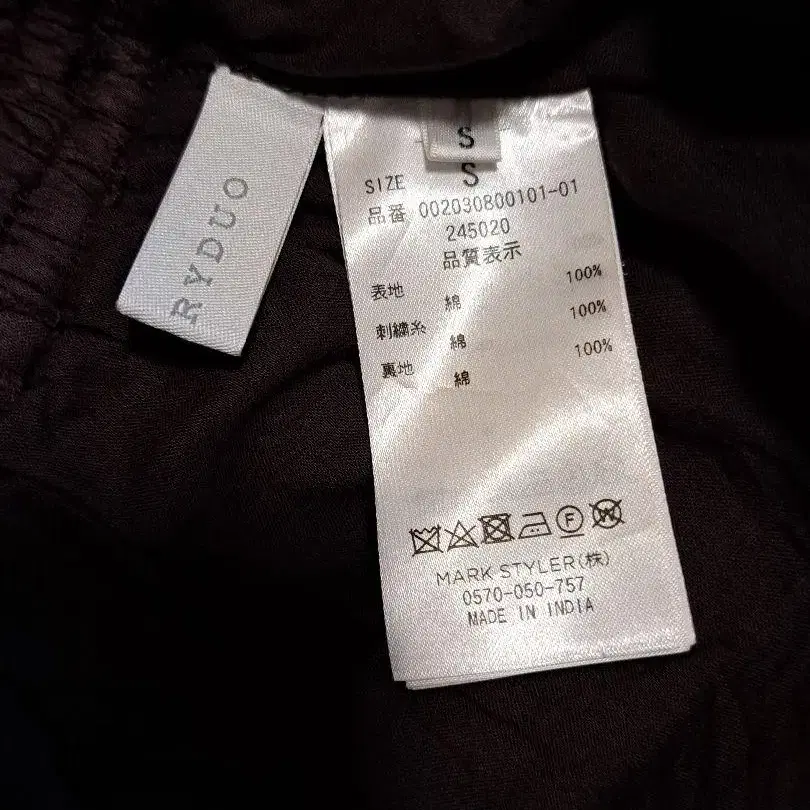 RYDUO
S
SIZE S
品番 002030800101-01
245020
品質表示
表地 綿 100%
刺繍糸 綿 100%
裏地 綿 100%
F W
MARK STYLER(株)
0570-050-757
MADE IN INDIA